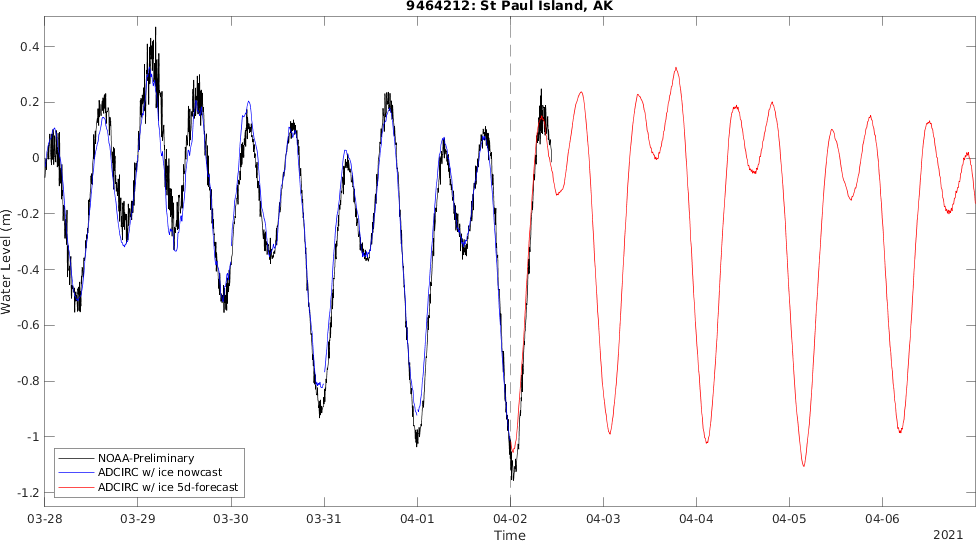 9464212: St Paul Island, AK
0.4
0.2
0
-0.2
-0.4
-0.6
-0.8
-1
-1.2
Water Level (m)
NOAA-Preliminary
ADCIRC w/ ice nowcast
ADCIRC w/ ice 5d-forecast
03-28 03-29 03-30 03-31 04-01 04-02 04-03 04-04 04-05 04-06
Time
2021